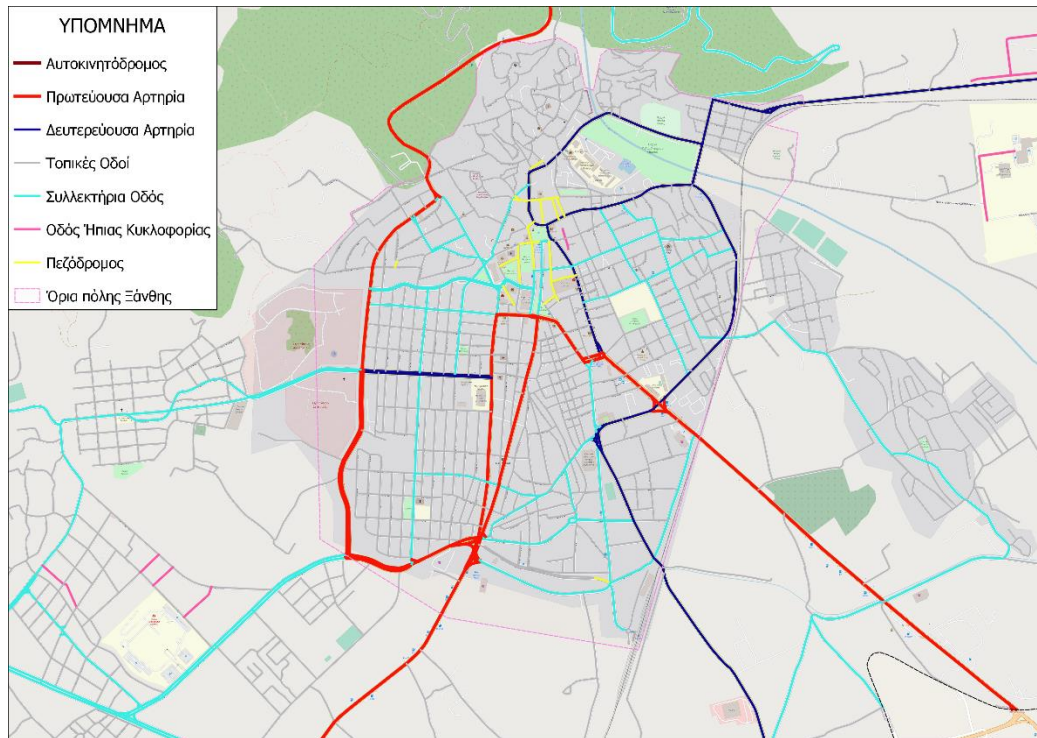 ΥΠΟΜΝΗΜΑ
Αυτοκινητόδρομος
Πρωτεύουσα Αρτηρία
Δευτερεύουσα Αρτηρία
Τοπικές Οδοί
Συλλεκτήρια Οδός
Οδός Ήπιας Κυκλοφορίας
Πεζόδρομος
Όρια πόλης Ξάνθης